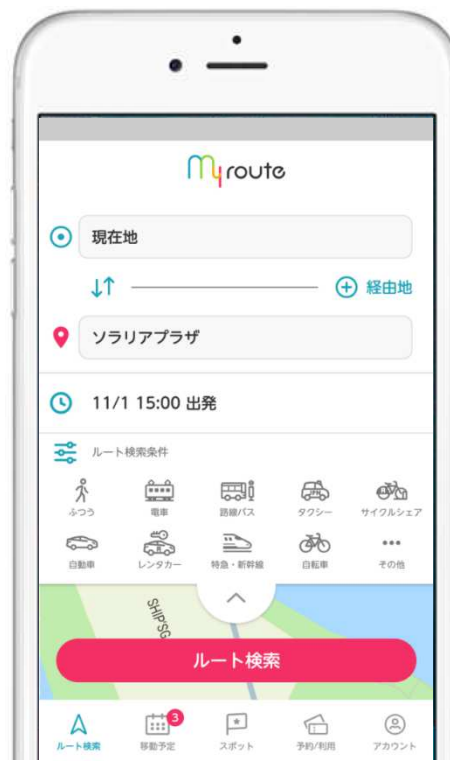 my route
現在地
経由地
ソラリアプラザ
11/1 15:00 出発
ルート検索条件
ふつう 電車 路線バス タクシー サイクルシェア
自動車 レンタカー 特急・新幹線 自転車 その他
SHIP'SG
ルート検索
3
ルート検索 移動予定 スポット 予約/利用 アカウント